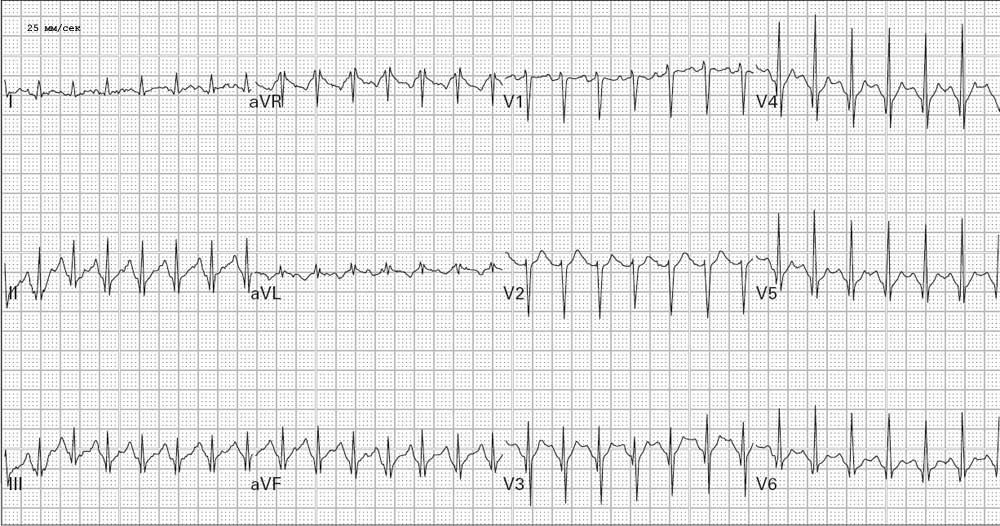 25 мм/сек
I aVR V1 V4
II aVL V2 V5
III aVF V3 V6